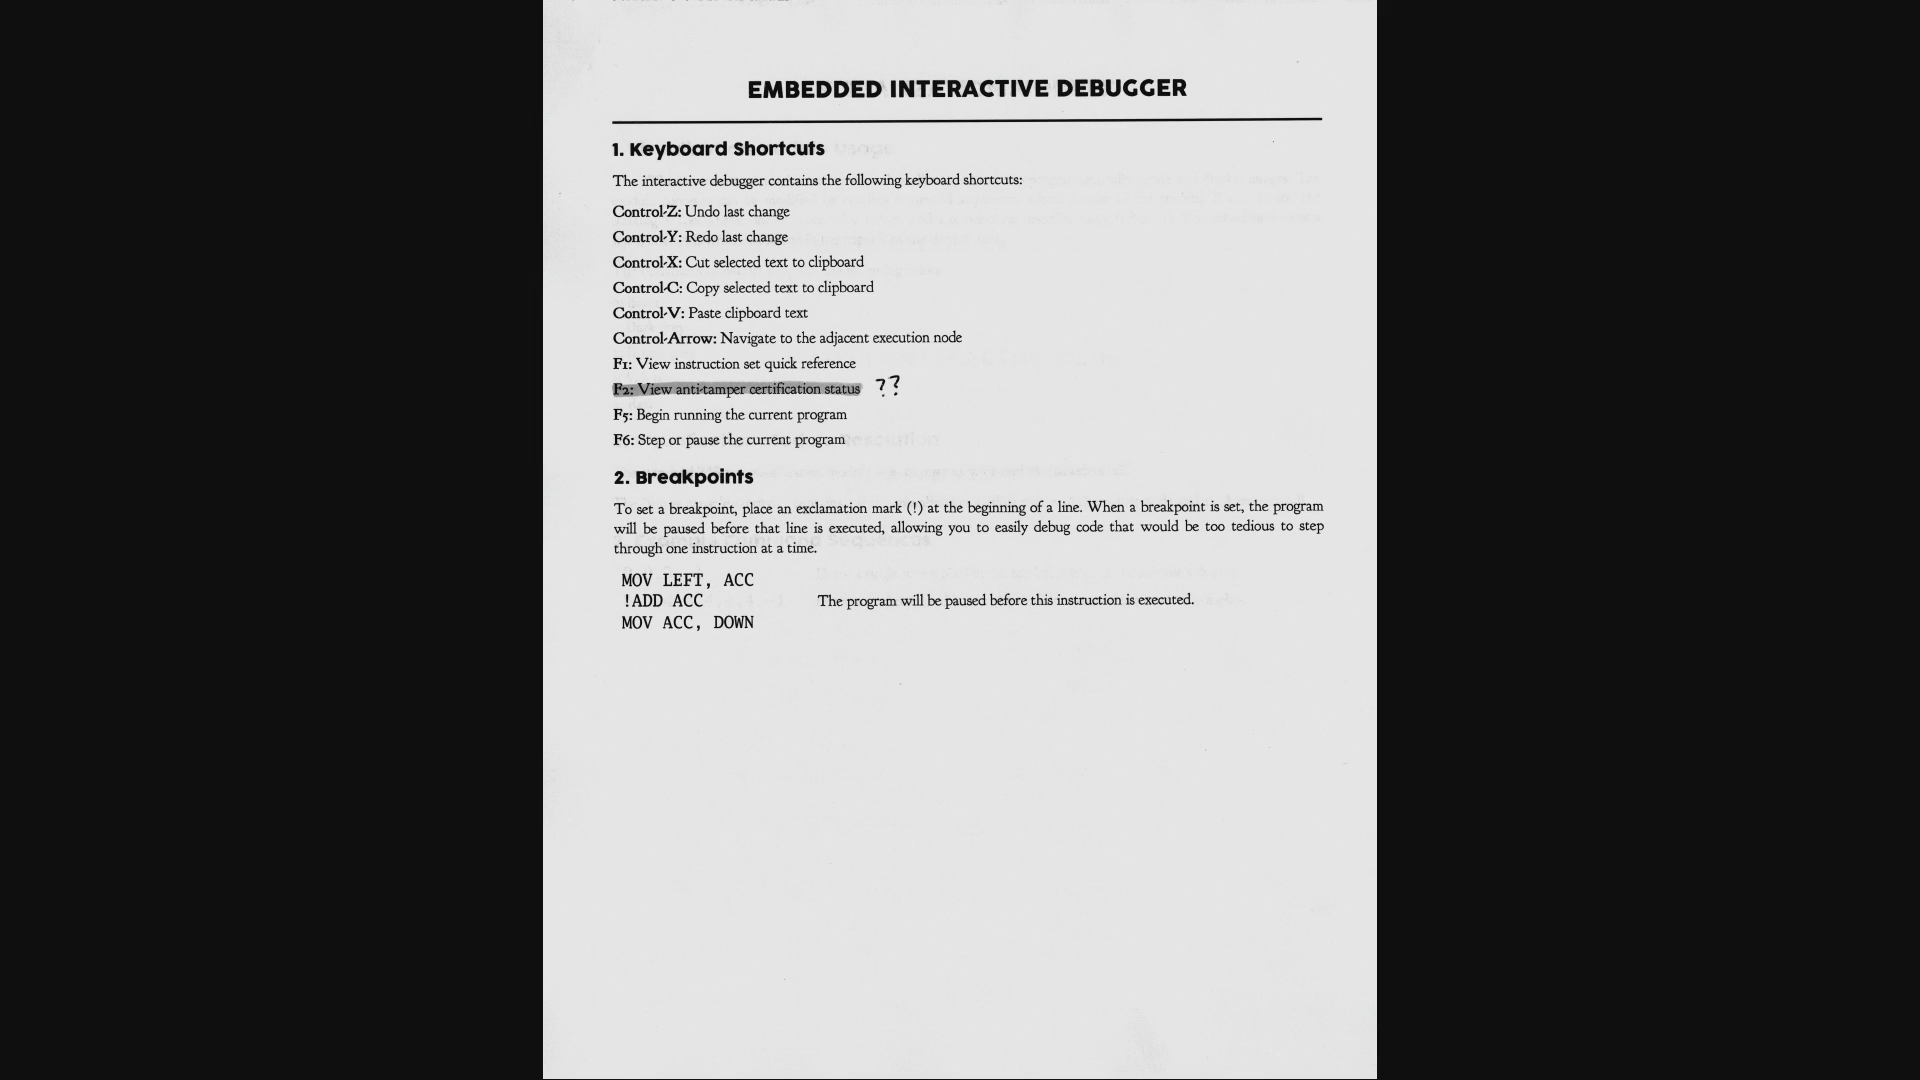 EMBEDDED INTERACTIVE DEBUGGER
1. Keyboard Shortcuts
The interactive debugger contains the following keyboard shortcuts:
Control-Z: Undo last change
Control-Y: Redo last change
Control-X: Cut selected text to clipboard
Control-C: Copy selected text to clipboard
Control-V: Paste clipboard text
Control-Arrow: Navigate to the adjacent execution node
F1: View instruction set quick reference
F2: View anti-tamper certification status ??
F5: Begin running the current program
F6: Step or pause the current program
2. Breakpoints
To set a breakpoint, place an exclamation mark (!) at the beginning of a line. When a breakpoint is set, the program
will be paused before that line is executed, allowing you to easily debug code that would be too tedious to step
through one instruction at a time.
MOV LEFT, ACC
!ADD ACC The program will be paused before this instruction is executed.
MOV ACC, DOWN